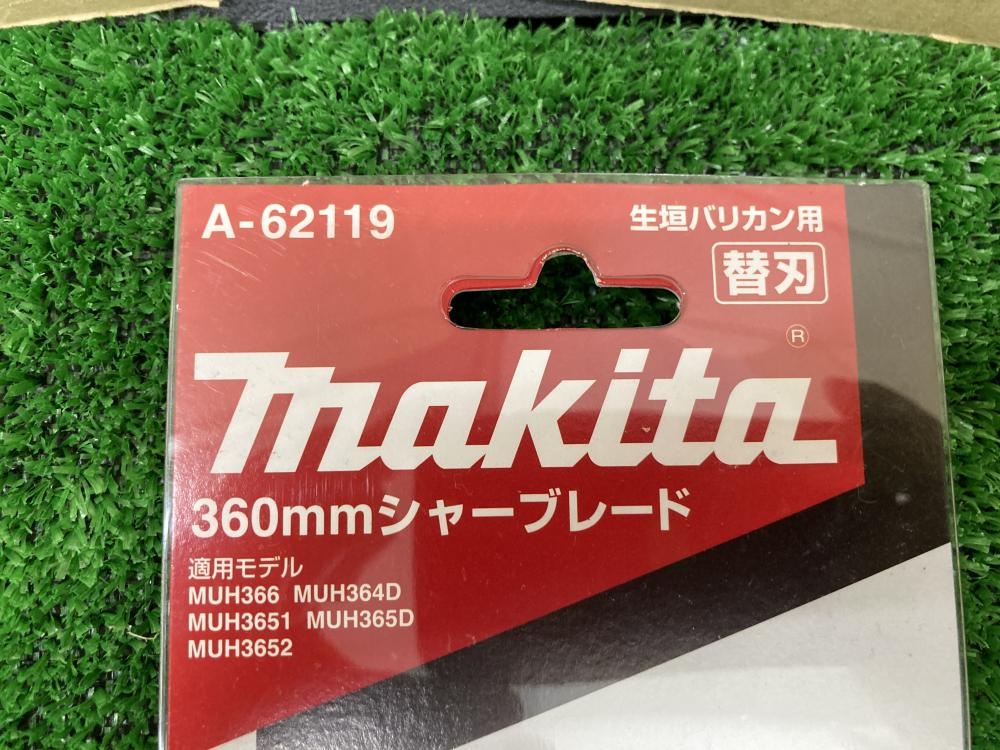 A-62119
生垣バリカン用
替刃
makita®
360mmシャーブレード
適用モデル
MUH366 MUH364D
MUH3651 MUH365D
MUH3652